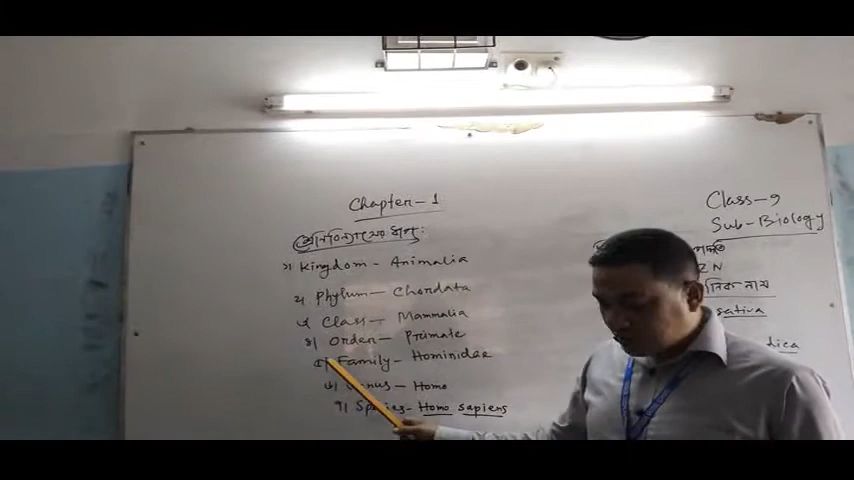 Chapter - 1
শ্রেণিবিন্যাসের ধাপ:
১। Kingdom - Animalia
২। Phylum - Chordata
৩। Class - Mammalia
৪। Order - Primate
৫। Family - Hominidae
৬। Genus - Homo
৭। Species - Homo sapiens
Class - 9
Sub - Biology
ZN
নাম
sativa